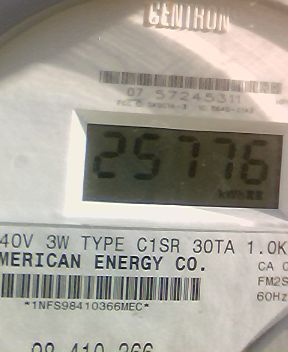 CENTRON
07 57245311
25776
kWh
40V 3W TYPE C1SR 30TA 1.0K
MERICAN ENERGY CO.
CA 
FM2S
60Hz
*1NFS98410366MEC*
98 410 366